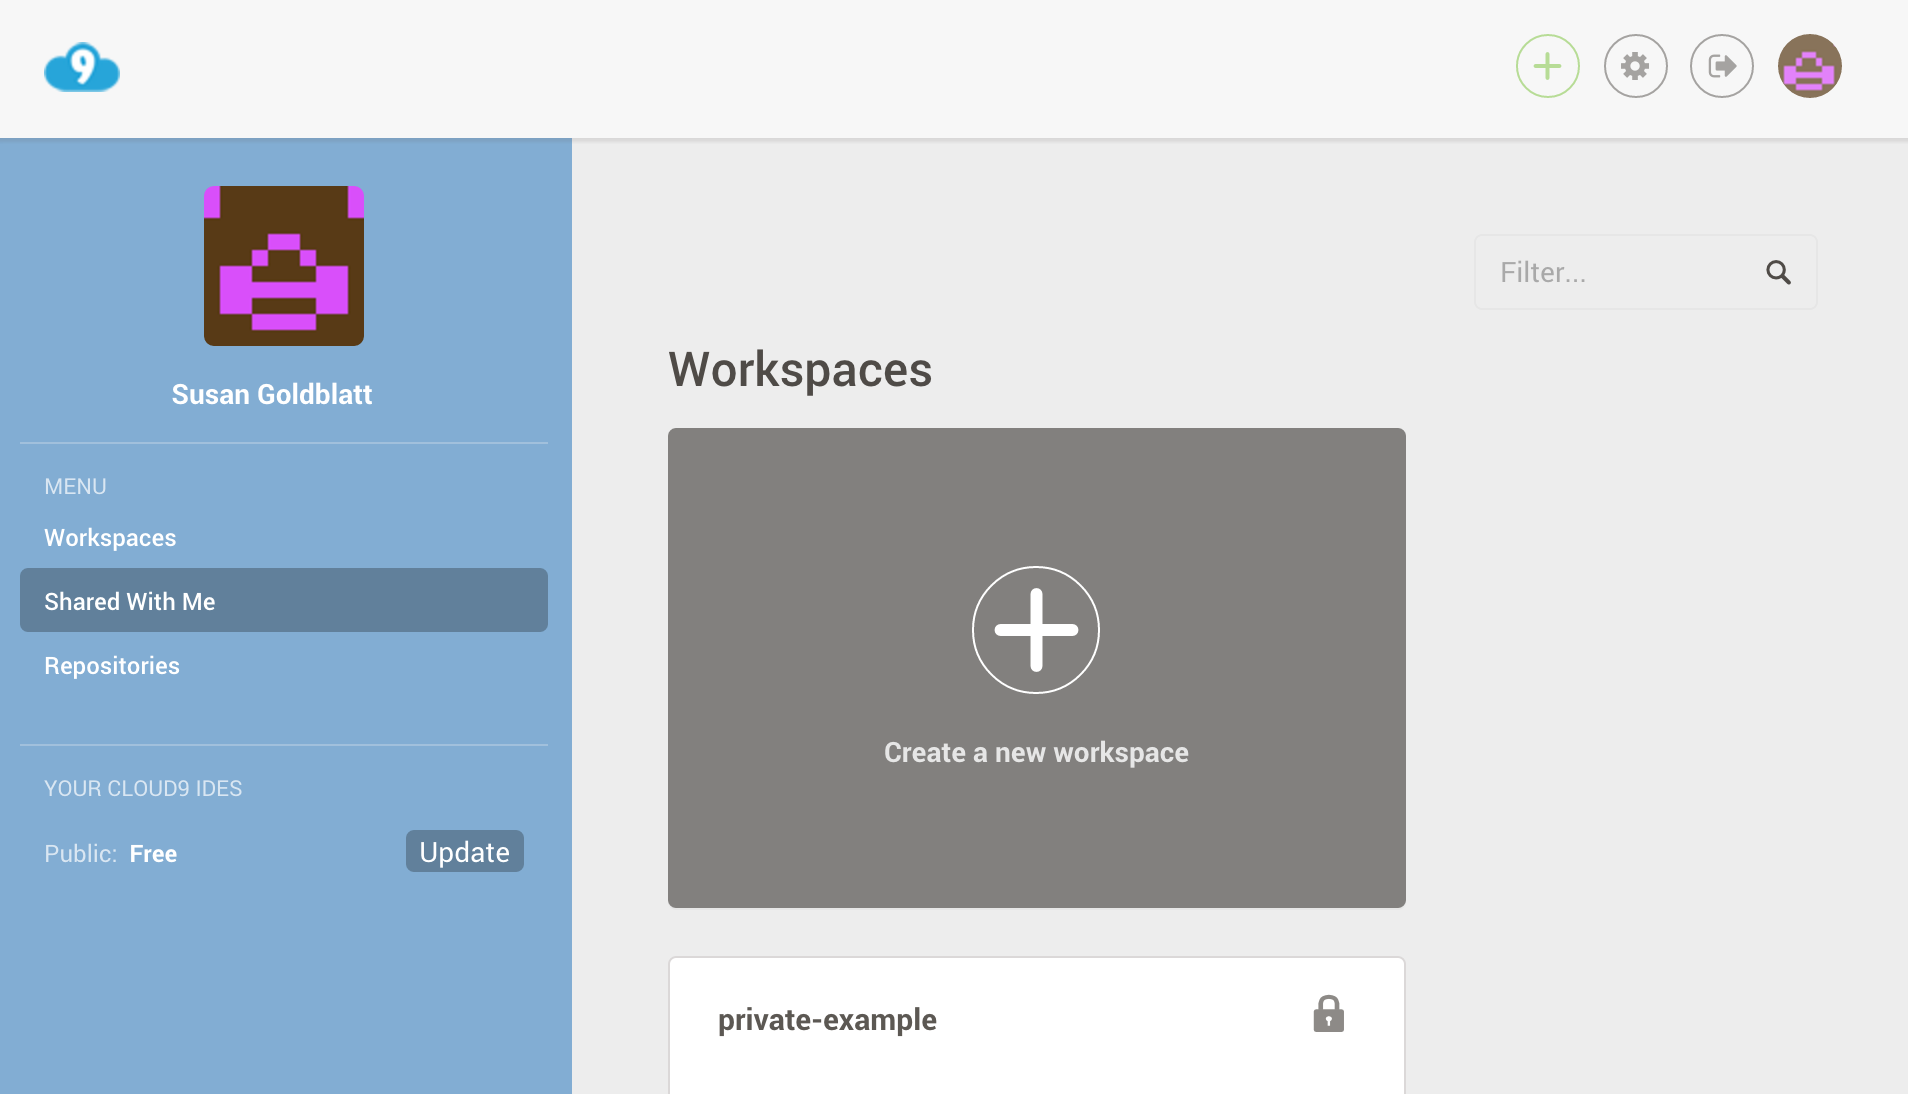 9
Filter...
Susan Goldblatt
MENU
Workspaces
Shared With Me
Repositories
YOUR CLOUD9 IDES
Public: Free
Update
Workspaces
Create a new workspace
private-example